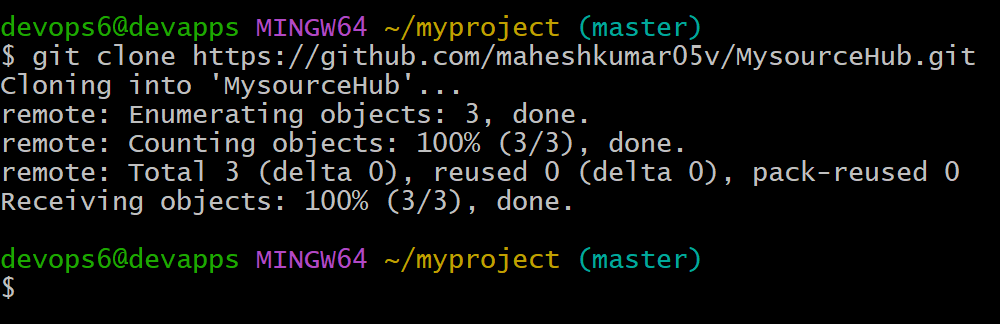 devops6@devapps MINGW64 ~/myproject (master)
$ git clone https://github.com/maheshkumar05v/MysourceHub.git
Cloning into 'MysourceHub'...
remote: Enumerating objects: 3, done.
remote: Counting objects: 100% (3/3), done.
remote: Total 3 (delta 0), reused 0 (delta 0), pack-reused 0
Receiving objects: 100% (3/3), done.
devops6@devapps MINGW64 ~/myproject (master)
$